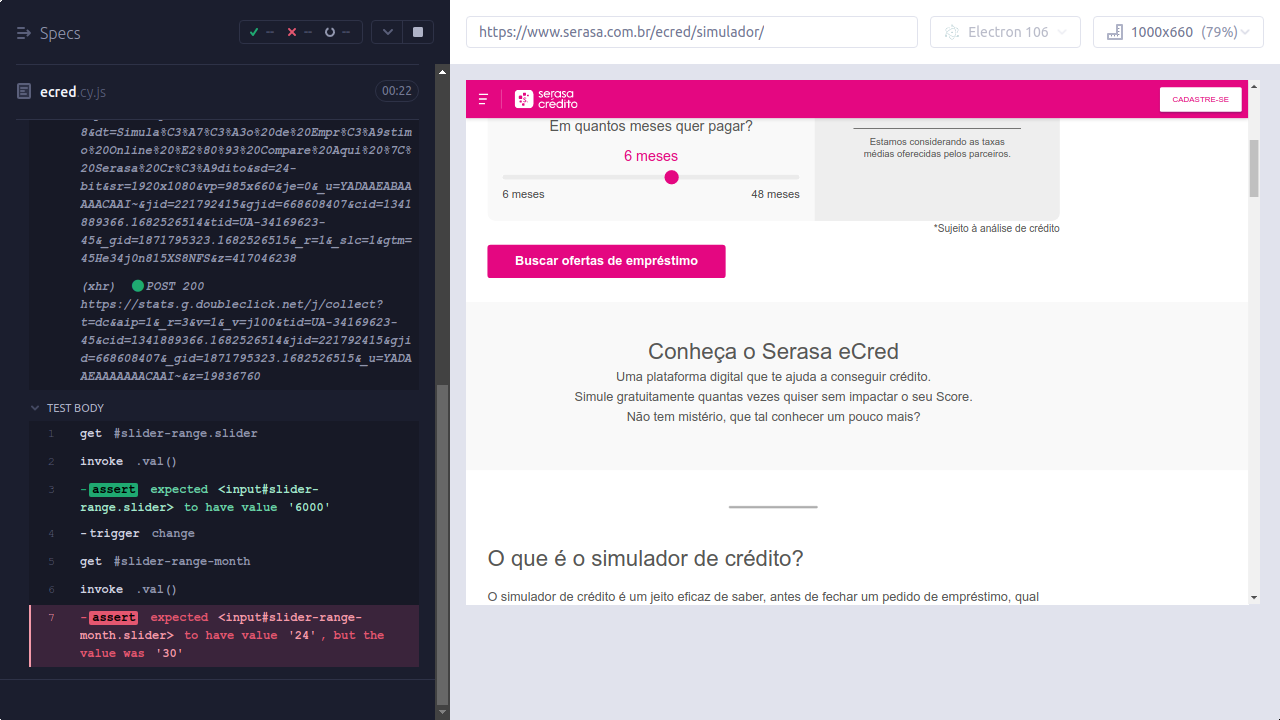 Specs
ecred.cy.js
00:22
8&dt=Simula%C3%A7%C3%A3o%20de%20Empr%C3%A9stim
o%20Online%20%E2%80%93%20Compare%20Aqui%20%7C%
20Serasa%20Cr%C3%A9dito&sd=24-
bit&sr=1920x1080&vp=985x660&je=0&_u=YADAAEABAA
AAACAAI~&jid=221792415&gjid=668608407&cid=1341
889366.1682526514&tid=UA-34169623-
45&_gid=1871795323.1682526515&_r=1&_slc=1&gtm=
45He34j0n815XS8NFS&z=417046238
(xhr) POST 200
https://stats.g.doubleclick.net/j/collect?
t=dc&aip=1&_r=3&v=1&_v=j100&tid=UA-34169623-
45&cid=1341889366.1682526514&jid=221792415&gji
d=668608407&_gid=1871795323.1682526515&_u=YADA
AEAAAAAAACAAI~&z=19836760
TEST BODY
1 get #slider-range.slider
2 invoke .val()
3 -assert expected <input#slider-
range.slider> to have value '6000'
4 -trigger change
5 get #slider-range-month
6 invoke .val()
7 -assert expected <input#slider-range-
month.slider> to have value '24', but the
value was '30'
https://www.serasa.com.br/ecred/simulador/
Electron 106
1000x660 (79%)
serasa
crédito
CADASTRE-SE
Em quantos meses quer pagar?
6 meses
6 meses
48 meses
Estamos considerando as taxas
médias oferecidas pelos parceiros.
*Sujeito à análise de crédito
Buscar ofertas de empréstimo
Conheça o Serasa eCred
Uma plataforma digital que te ajuda a conseguir crédito.
Simule gratuitamente quantas vezes quiser sem impactar o seu Score.
Não tem mistério, que tal conhecer um pouco mais?
O que é o simulador de crédito?
O simulador de crédito é um jeito eficaz de saber, antes de fechar um pedido de empréstimo, qual